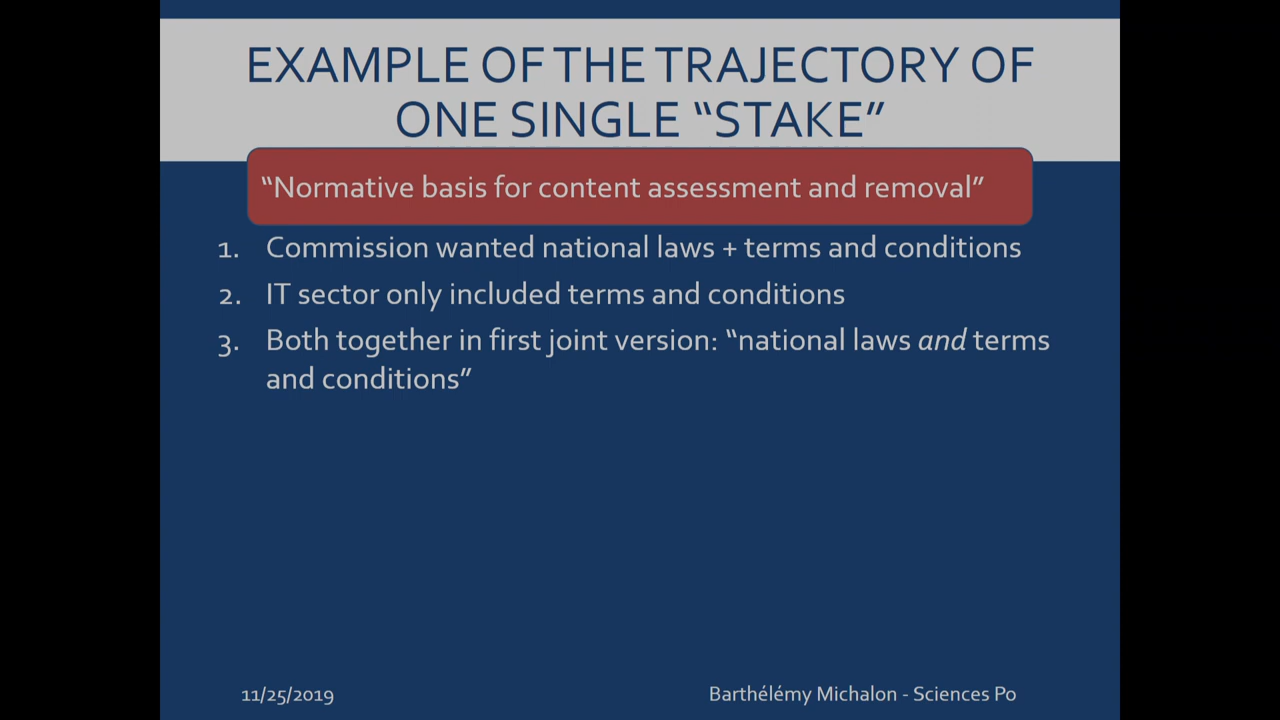 EXAMPLE OF THE TRAJECTORY OF
ONE SINGLE “STAKE”
“Normative basis for content assessment and removal”
1. Commission wanted national laws + terms and conditions
2. IT sector only included terms and conditions
3. Both together in first joint version: “national laws and terms
and conditions”
11/25/2019
Barthélémy Michalon - Sciences Po